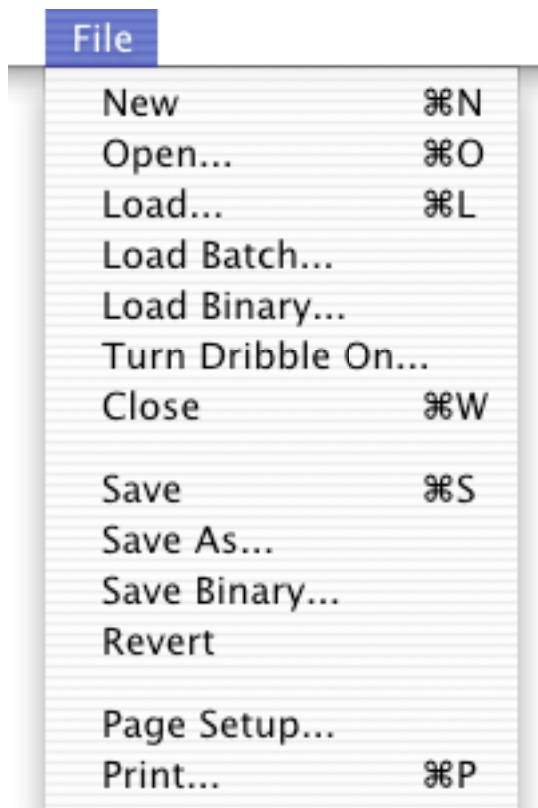 File
New ⌘N
Open... ⌘O
Load... ⌘L
Load Batch...
Load Binary...
Turn Dribble On...
Close ⌘W
Save ⌘S
Save As...
Save Binary...
Revert
Page Setup...
Print... ⌘P